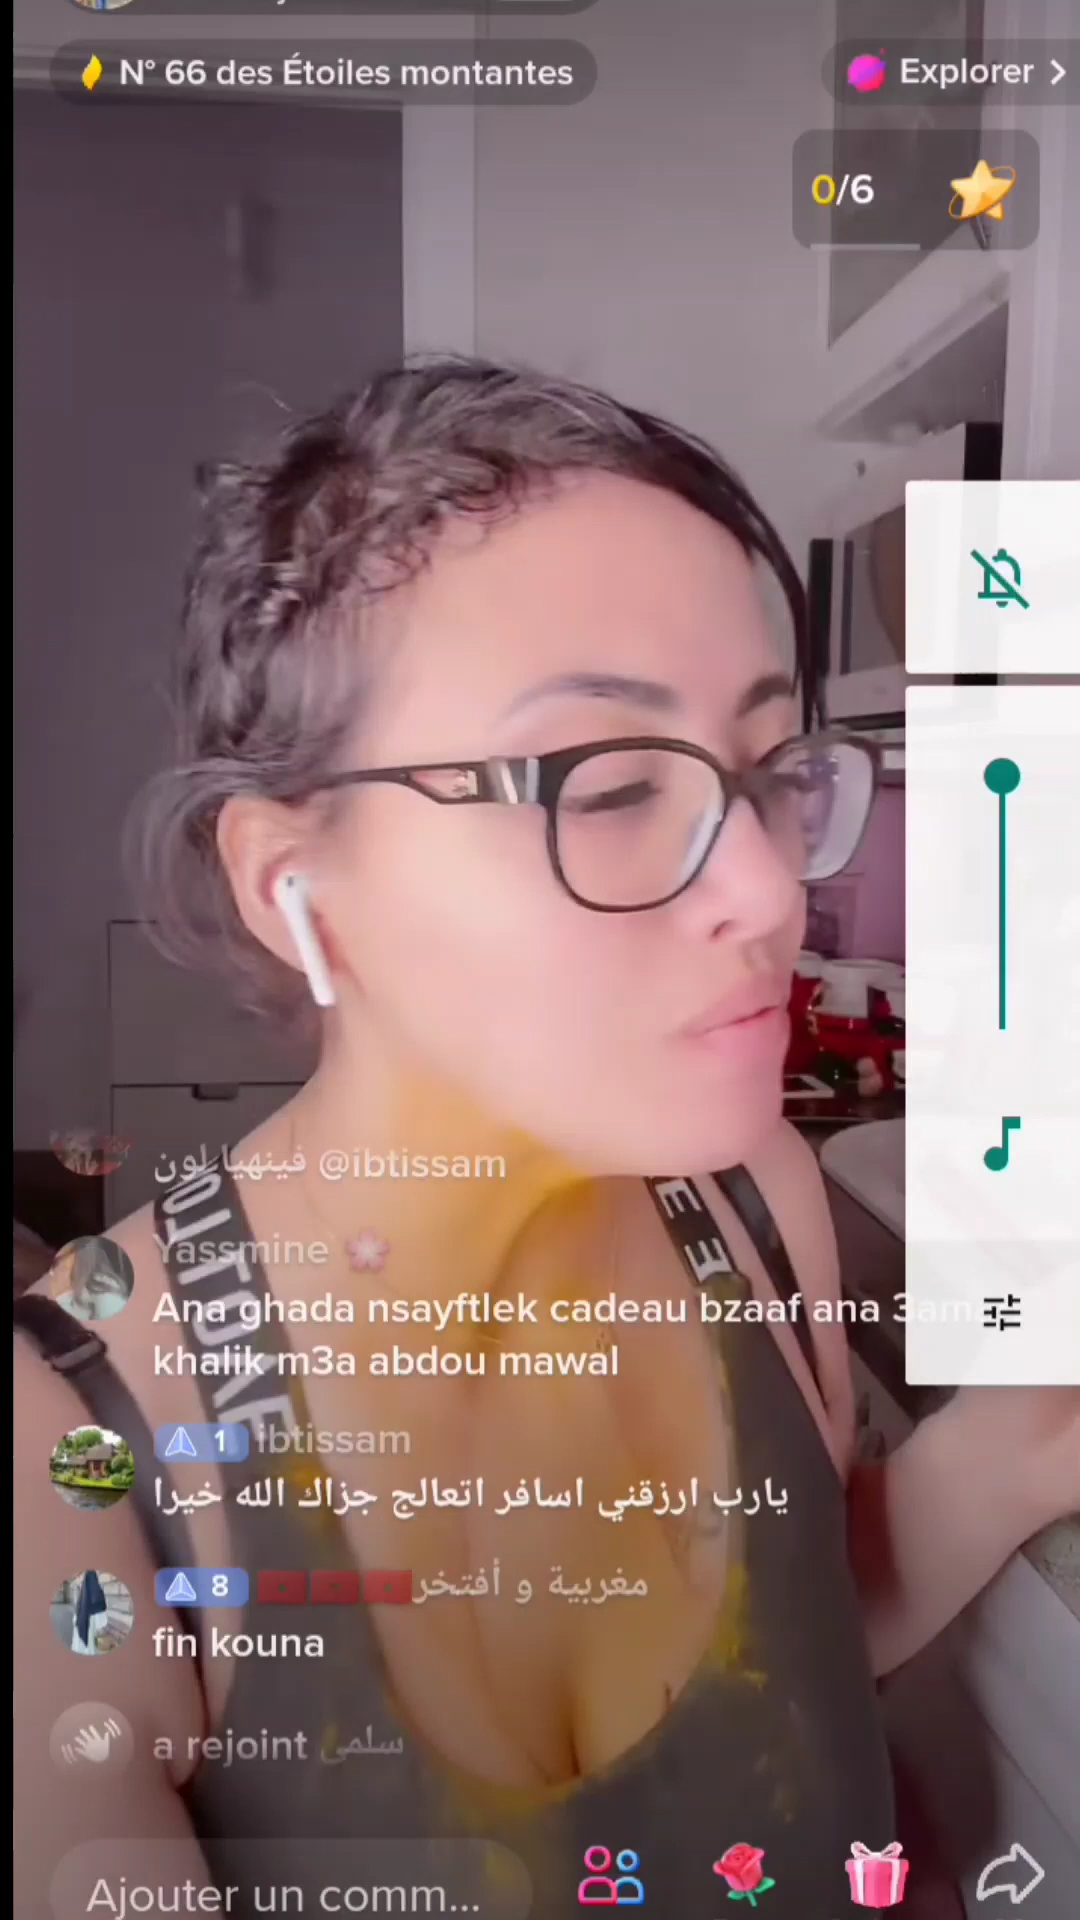 N° 66 des Étoiles montantes
Explorer >
0/6
فينهيا لون @ibtissam
Yassmine 🌸
Ana ghada nsayftlek cadeau bzaaf ana 3am
khalik m3a abdou mawal
1 ibtissam
يارب ارزقني اسافر اتعالج جزاك الله خيرا
8 🇲🇦🇲🇦🇲🇦مغربية و أفتخر
fin kouna
a rejoint سلمى
Ajouter un comm...